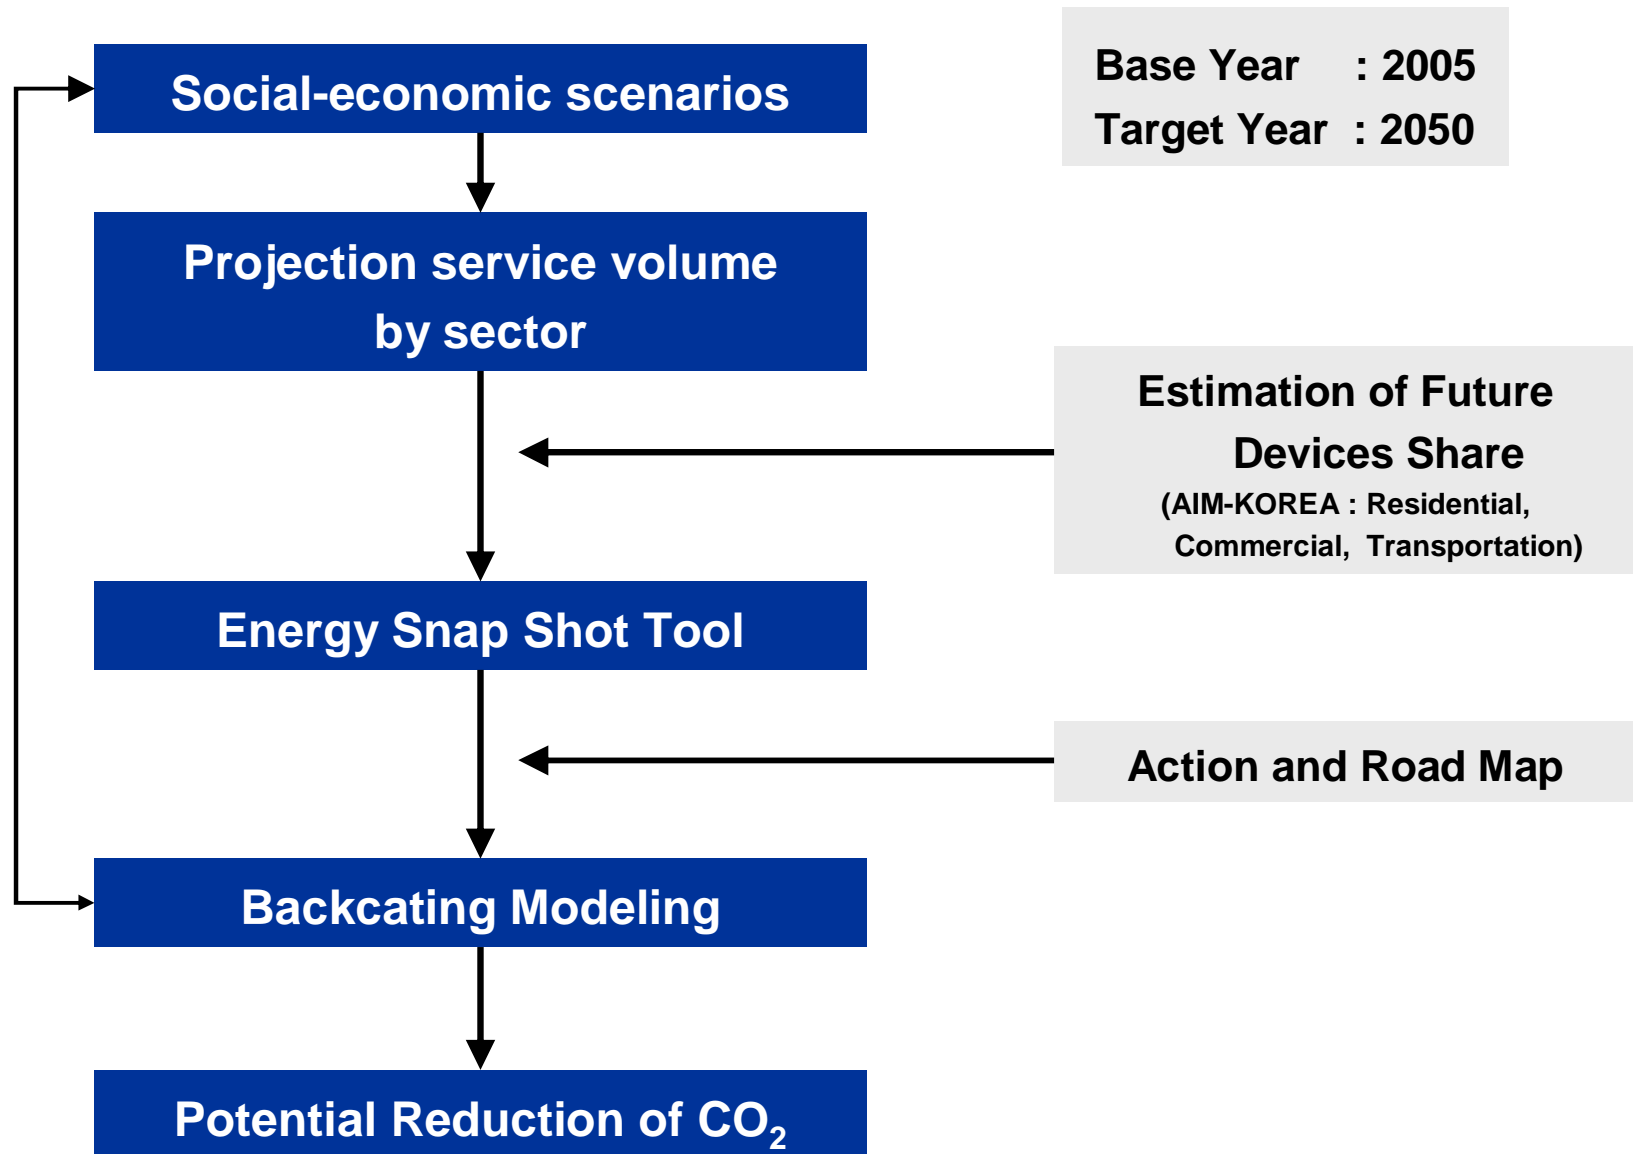 Social-economic scenarios
Base Year : 2005
Target Year : 2050
Projection service volume
by sector
Estimation of Future
Devices Share
(AIM-KOREA : Residential,
Commercial, Transportation)
Energy Snap Shot Tool
Action and Road Map
Backcating Modeling
Potential Reduction of CO₂